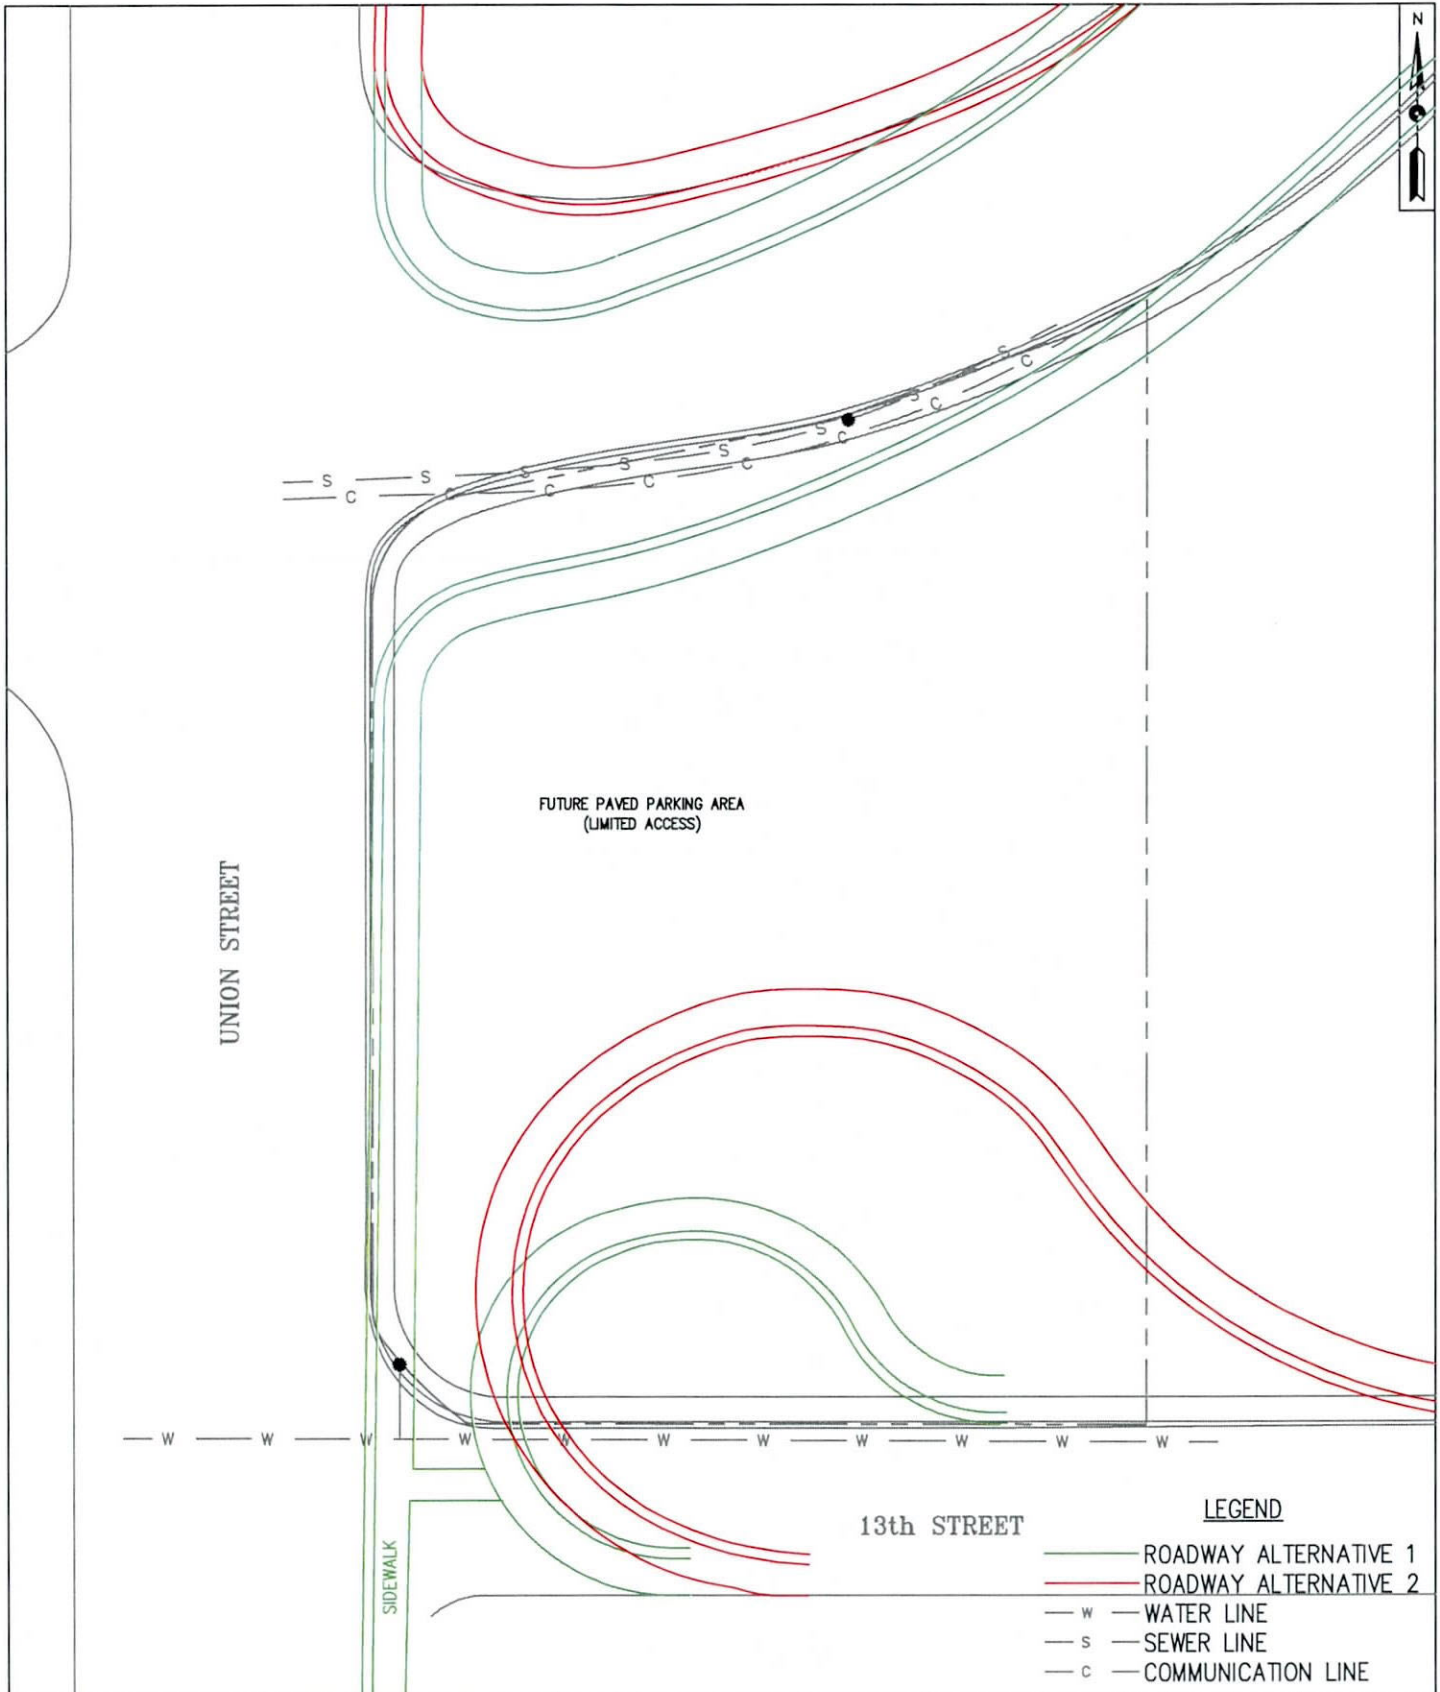 N
S S S S S S S
C C C C C C C C
FUTURE PAVED PARKING AREA
(LIMITED ACCESS)
UNION STREET
W W W W W W W W W W W
13th STREET
SIDEWALK
LEGEND
ROADWAY ALTERNATIVE 1
ROADWAY ALTERNATIVE 2
W WATER LINE
S SEWER LINE
C COMMUNICATION LINE